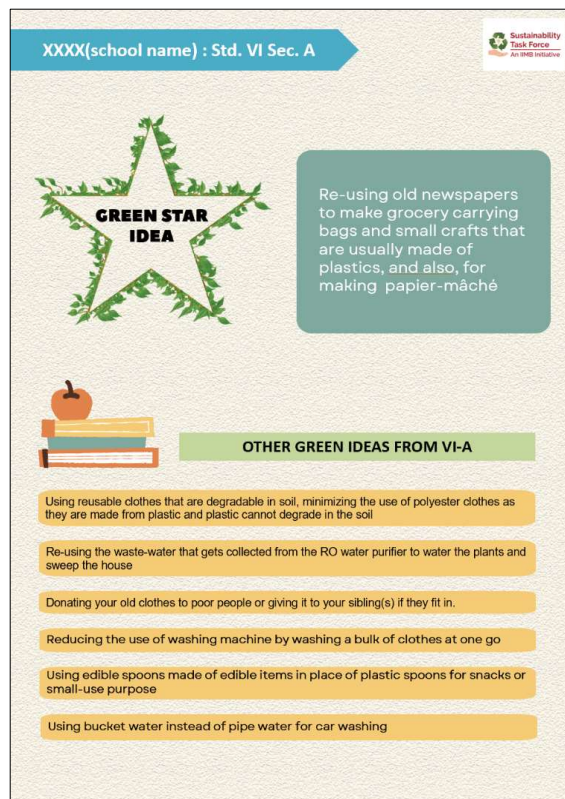 XXXX(school name) : Std. VI Sec. A
Sustainability
Task Force
An IIMB Initiative
GREEN STAR
IDEA
Re-using old newspapers
to make grocery carrying
bags and small crafts that
are usually made of
plastics, and also, for
making papier-mâché
OTHER GREEN IDEAS FROM VI-A
Using reusable clothes that are degradable in soil, minimizing the use of polyester clothes as
they are made from plastic and plastic cannot degrade in the soil
Re-using the waste-water that gets collected from the RO water purifier to water the plants and
sweep the house
Donating your old clothes to poor people or giving it to your sibling(s) if they fit in.
Reducing the use of washing machine by washing a bulk of clothes at one go
Using edible spoons made of edible items in place of plastic spoons for snacks or
small-use purpose
Using bucket water instead of pipe water for car washing